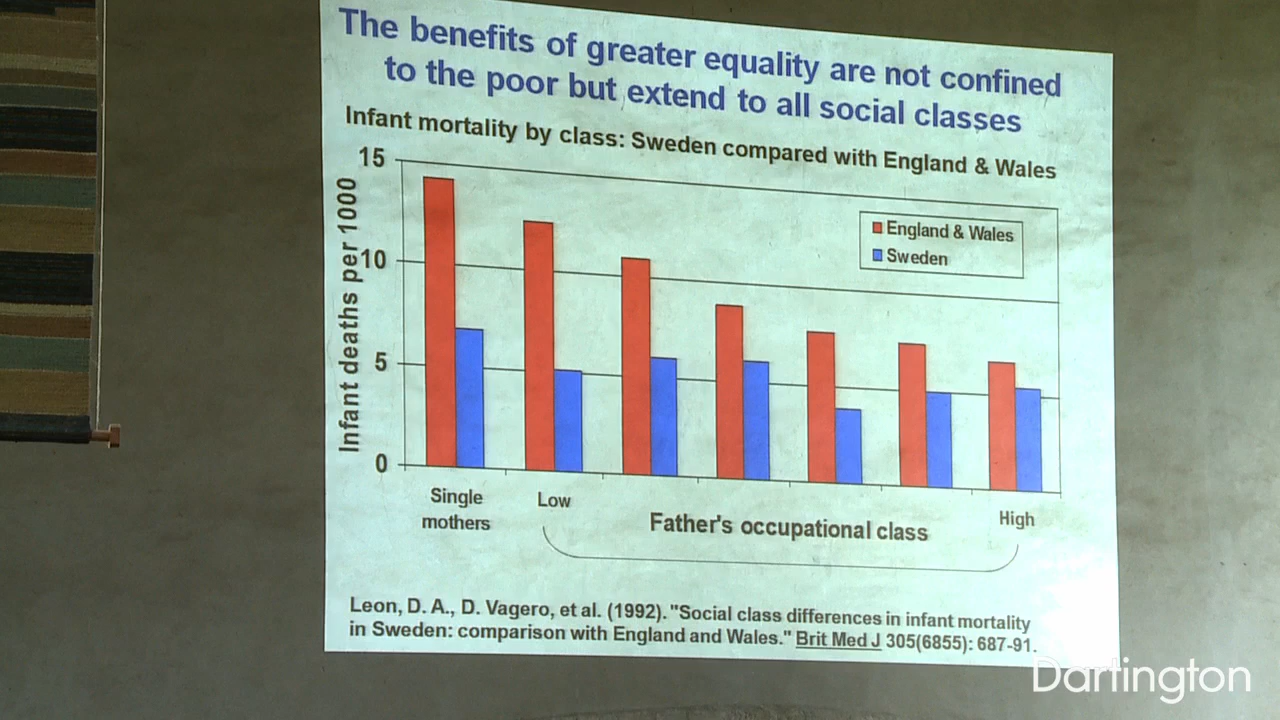 The benefits of greater equality are not confined
to the poor but extend to all social classes
Infant mortality by class: Sweden compared with England & Wales
Infant deaths per 1000
15
10
5
0
England & Wales
Sweden
Single
mothers
Low
Father's occupational class
High
Leon, D. A., D. Vagero, et al. (1992). "Social class differences in infant mortality
in Sweden: comparison with England and Wales." Brit Med J 305(6855): 687-91.
Dartington